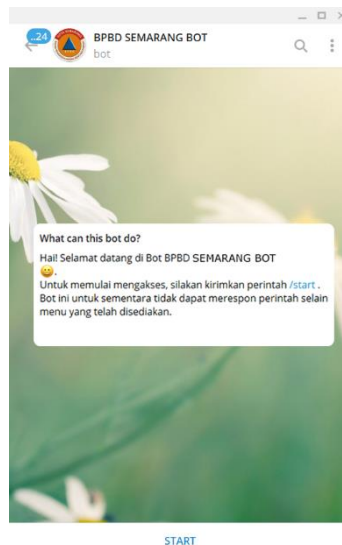 ..24
BPBD SEMARANG BOT
bot
What can this bot do?
Hai! Selamat datang di Bot BPBD SEMARANG BOT
😀.
Untuk memulai mengakses, silakan kirimkan perintah /start .
Bot ini untuk sementara tidak dapat merespon perintah selain
menu yang telah disediakan.
START